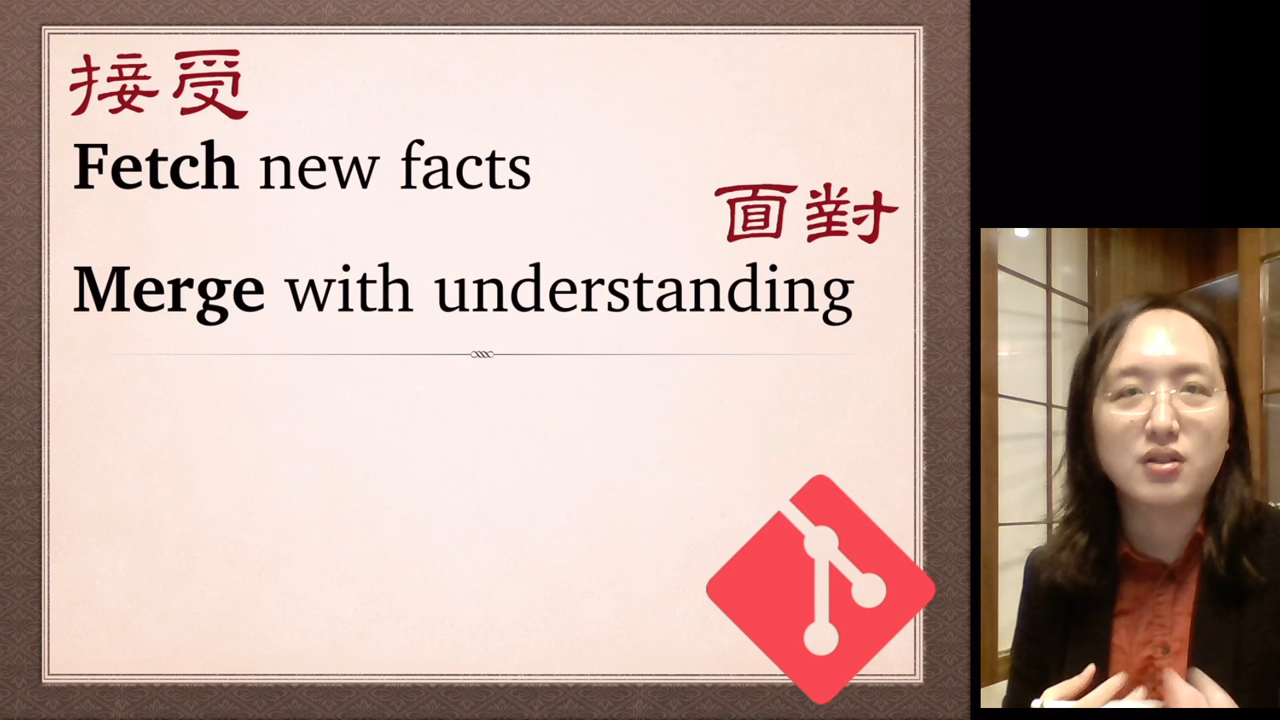 接受
Fetch new facts
面對
Merge with understanding